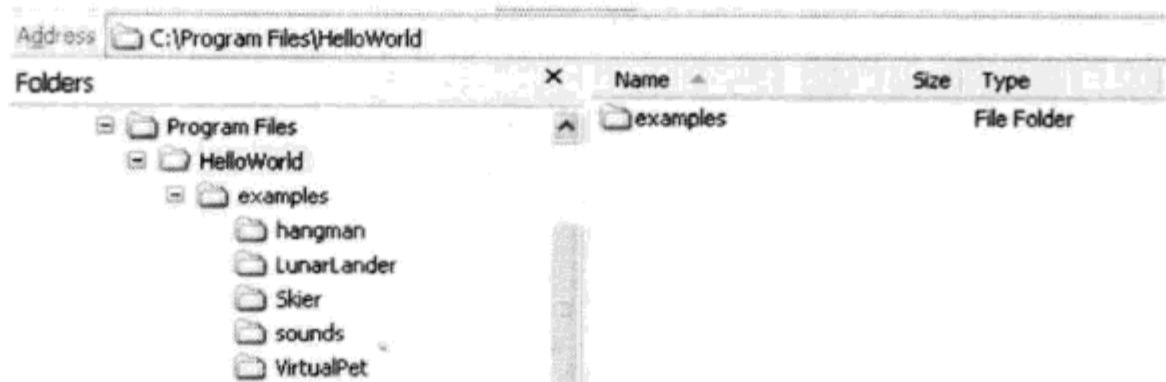 Address C:\Program Files\HelloWorld
Folders
Name Size Type
Program Files
HelloWorld
examples
hangman
LunarLander
Skier
sounds
VirtualPet
examples File Folder